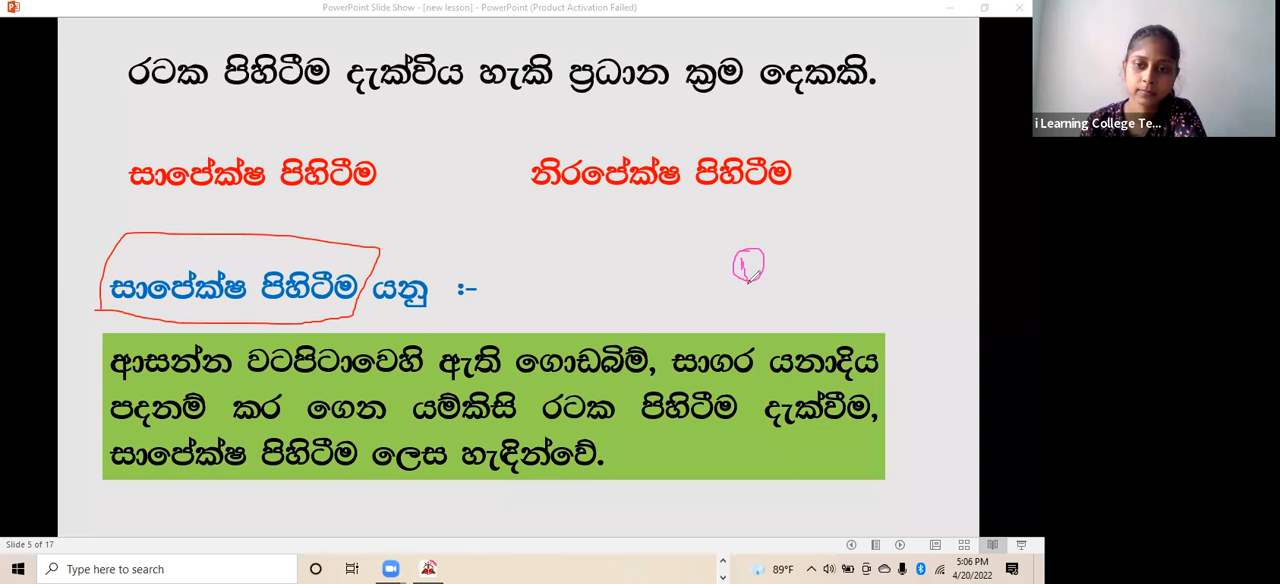 PowerPoint Slide Show - [new lesson] - PowerPoint (Product Activation Failed)
රටක පිහිටීම දැක්විය හැකි ප්‍රධාන ක්‍රම දෙකකි.
i Learning College Te...
සාපේක්ෂ පිහිටීම නිරපේක්ෂ පිහිටීම
සාපේක්ෂ පිහිටීම යනු :-
ආසන්න වටපිටාවෙහි ඇති ගොඩබිම්, සාගර යනාදිය
පදනම් කර ගෙන යම්කිසි රටක පිහිටීම දැක්වීම,
සාපේක්ෂ පිහිටීම ලෙස හැඳින්වේ.
Slide 5 of 17
Type here to search
89°F
5:06 PM
4/20/2022